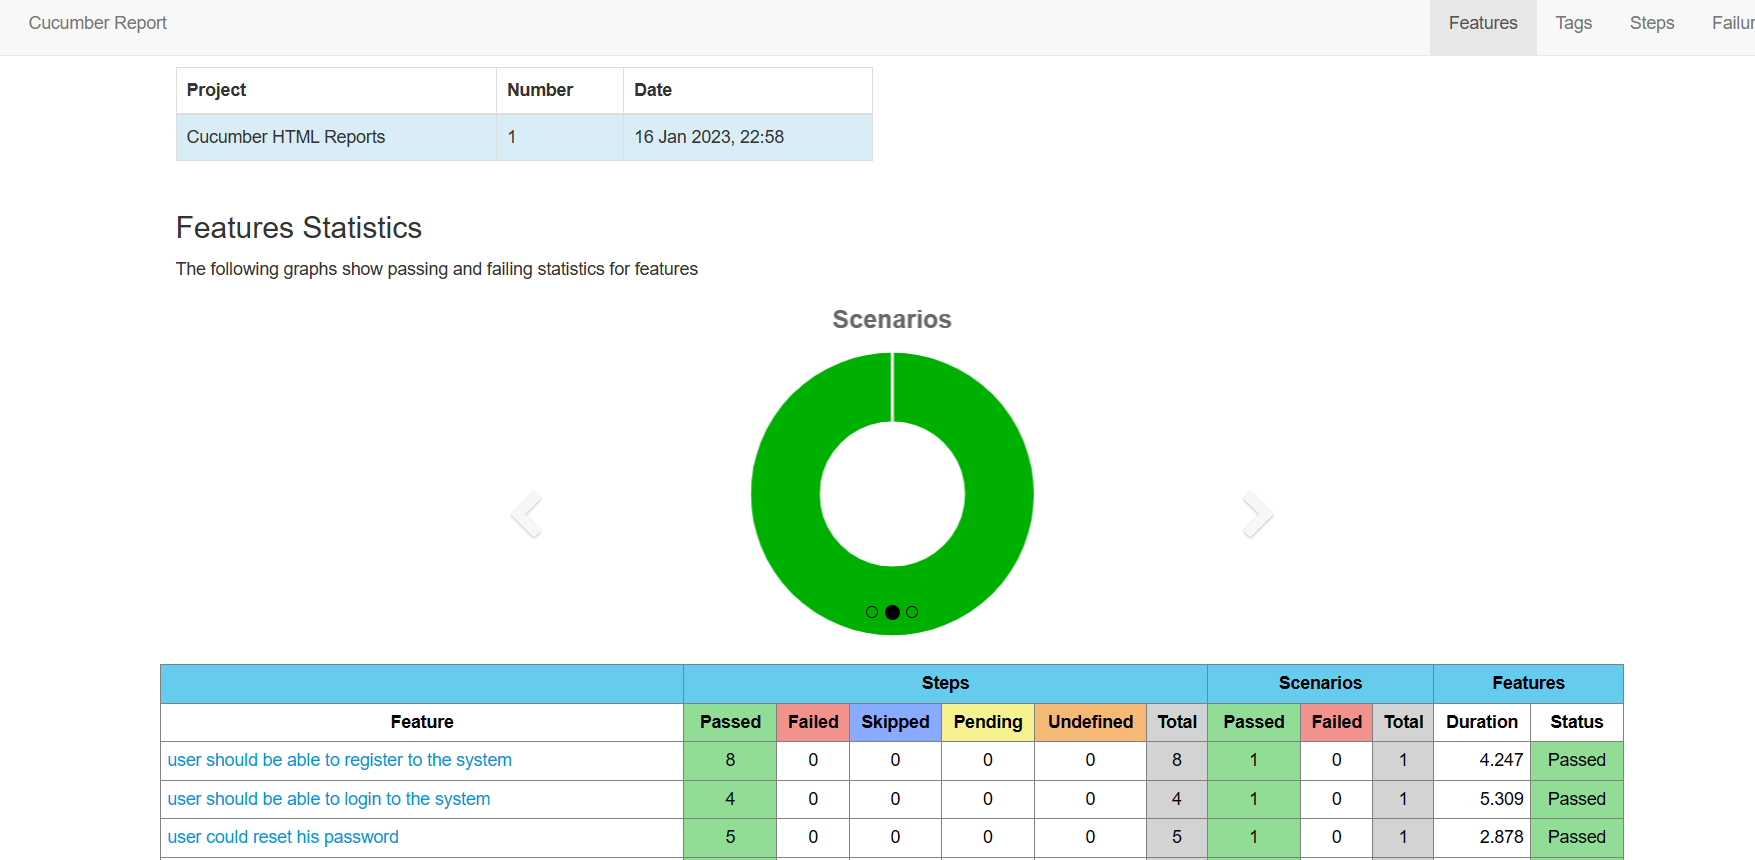 Cucumber Report Features Tags Steps Failur
Project Number Date
Cucumber HTML Reports 1 16 Jan 2023, 22:58
Features Statistics
The following graphs show passing and failing statistics for features
Scenarios
Steps Scenarios Features
Feature Passed Failed Skipped Pending Undefined Total Passed Failed Total Duration Status
user should be able to register to the system 8 0 0 0 0 8 1 0 1 4.247 Passed
user should be able to login to the system 4 0 0 0 0 4 1 0 1 5.309 Passed
user could reset his password 5 0 0 0 0 5 1 0 1 2.878 Passed